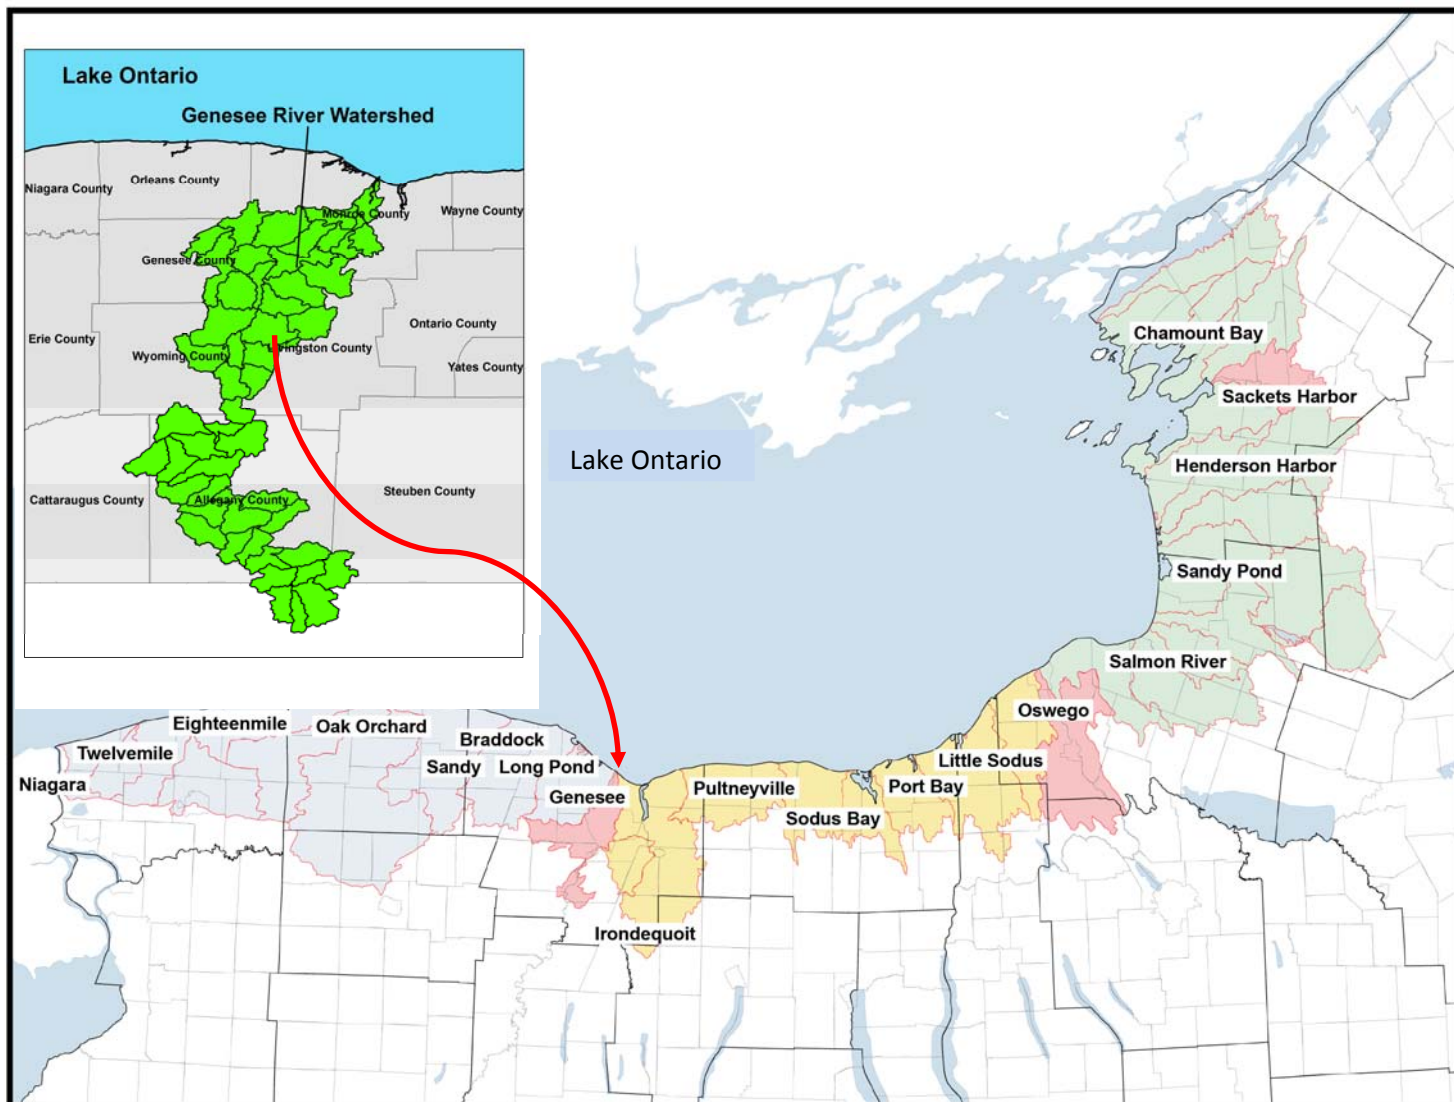 Lake Ontario
Genesee River Watershed
Niagara County
Orleans County
Monroe County
Wayne County
Genesee County
Erie County
Wyoming County
Livingston County
Ontario County
Yates County
Cattaraugus County
Allegany County
Steuben County
Lake Ontario
Chamount Bay
Sackets Harbor
Henderson Harbor
Sandy Pond
Salmon River
Oswego
Little Sodus
Port Bay
Sodus Bay
Pultneyville
Irondequoit
Genesee
Long Pond
Braddock
Sandy
Oak Orchard
Eighteenmile
Twelvemile
Niagara